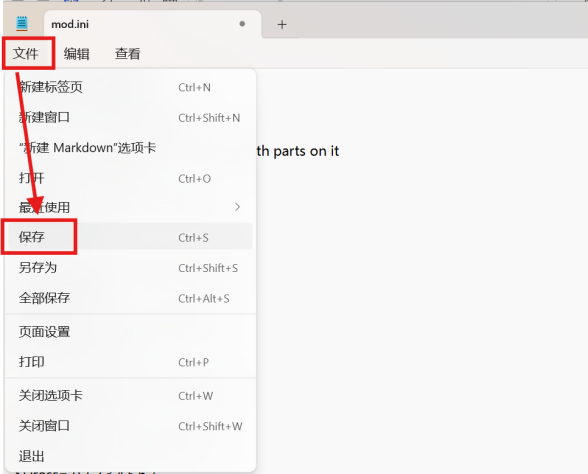 mod.ini
文件 编辑 查看
新建标签页 Ctrl+N
新建窗口 Ctrl+Shift+N
“新建 Markdown”选项卡
th parts on it
打开 Ctrl+O
最近使用
保存 Ctrl+S
另存为 Ctrl+Shift+S
全部保存 Ctrl+Alt+S
页面设置
打印 Ctrl+P
关闭选项卡 Ctrl+W
关闭窗口 Ctrl+Shift+W
退出